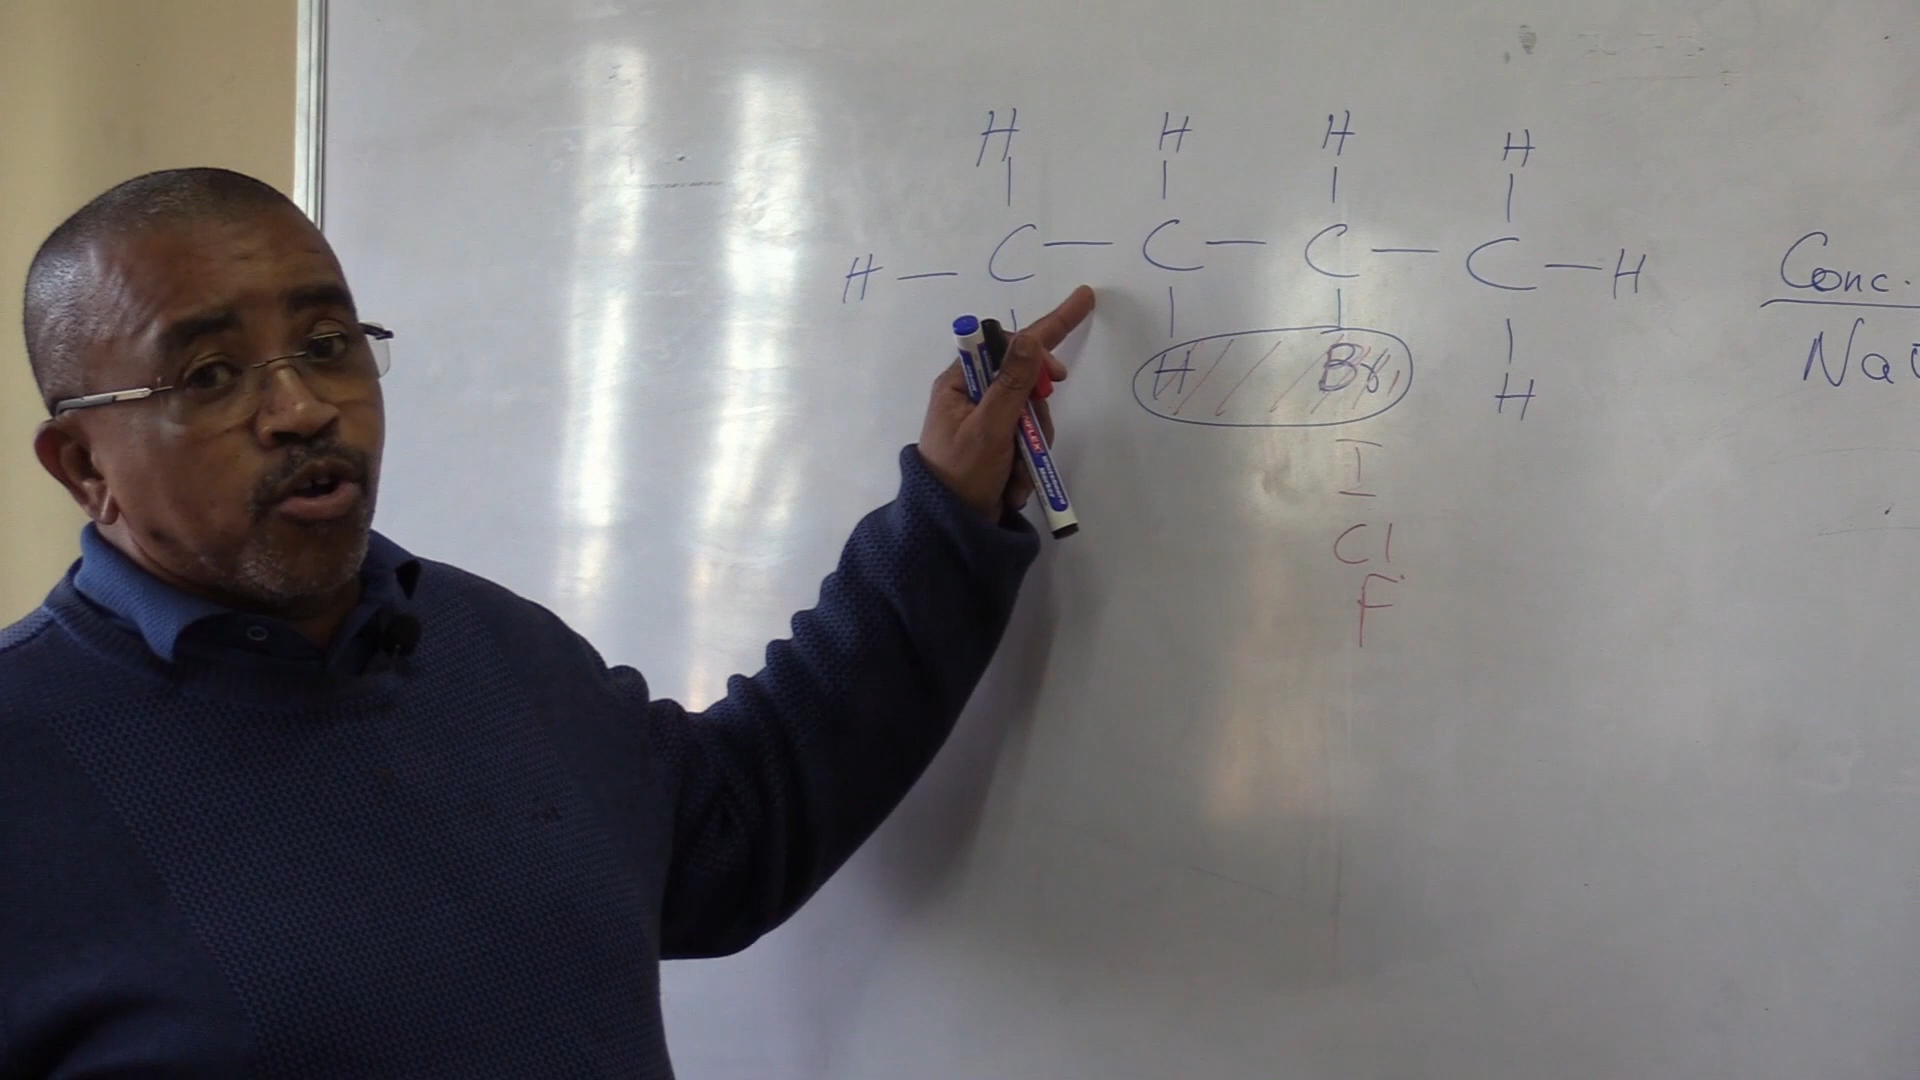 H H H H
H — C — C — C — C — H
H Br H
I
Cl
F
Conc.
Na